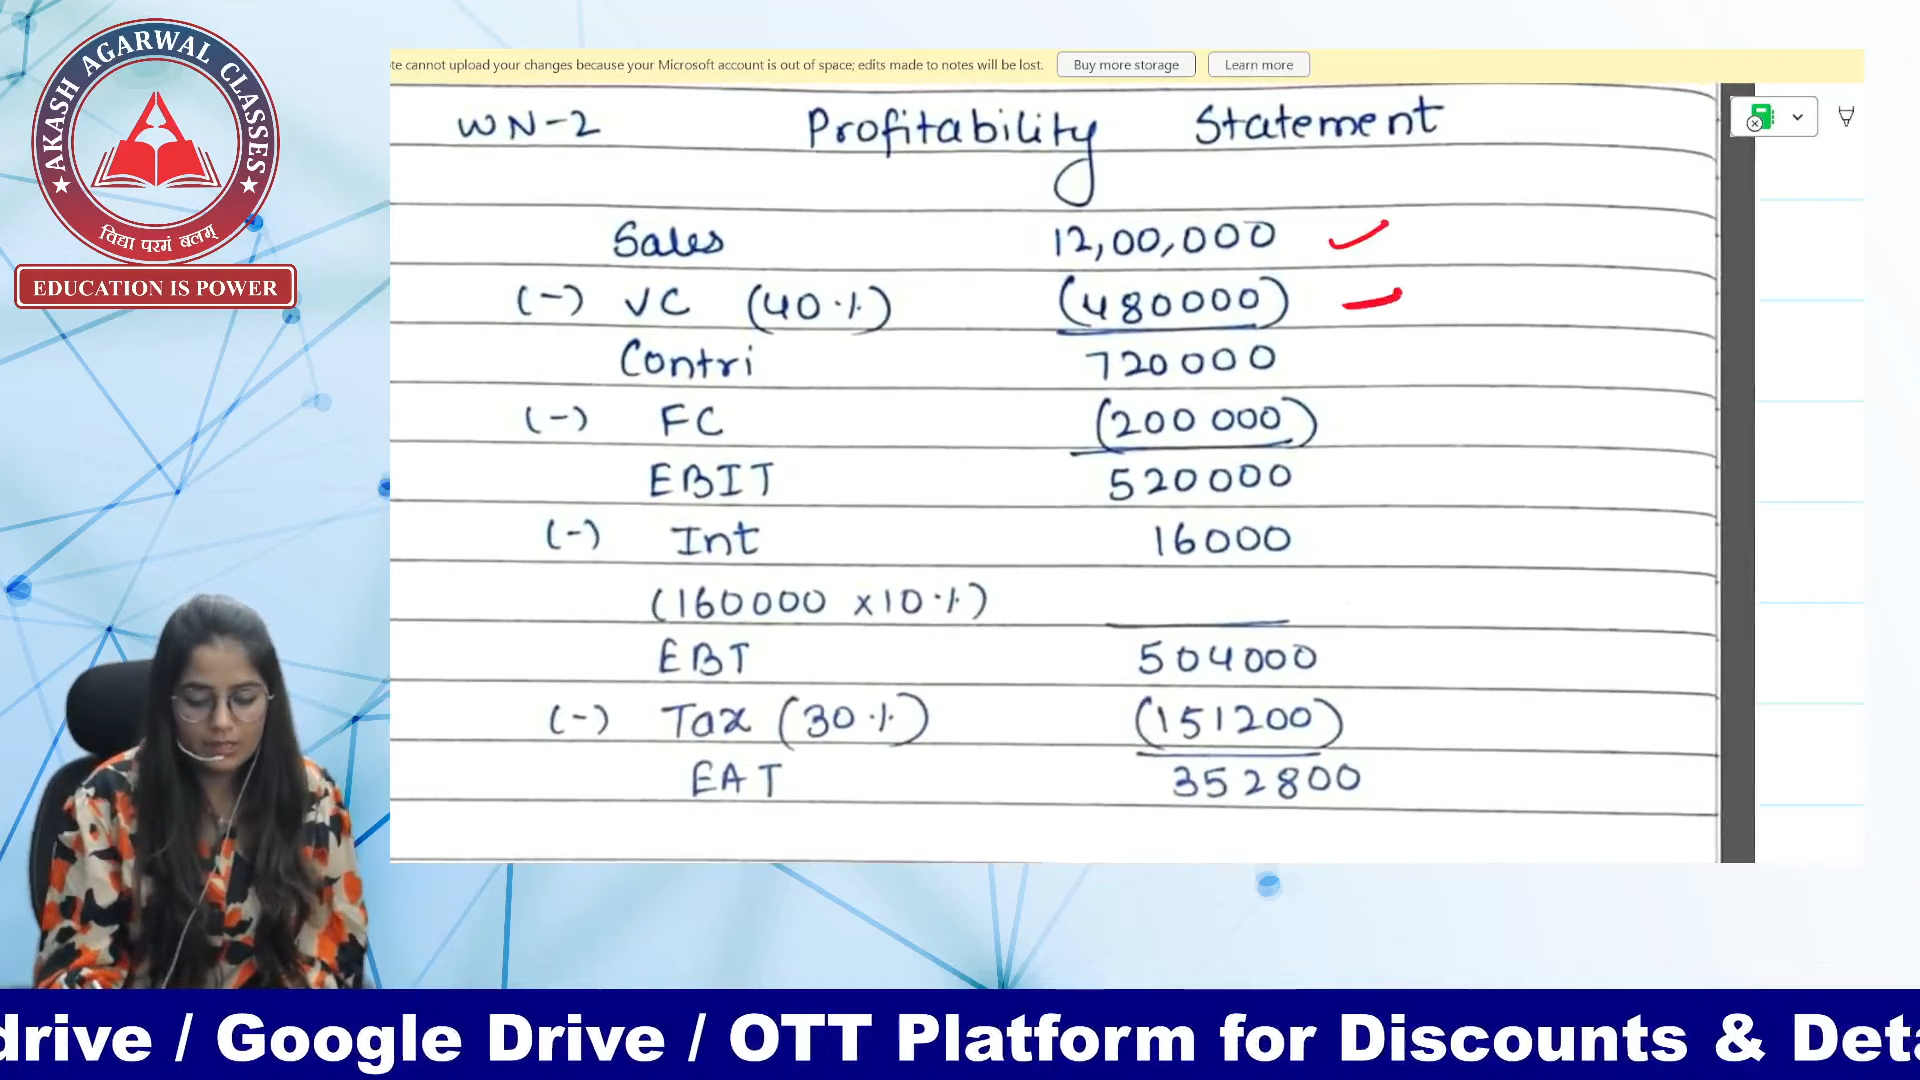 AKASH AGARWAL CLASSES
विद्या परमं बलम्
EDUCATION IS POWER
te cannot upload your changes because your Microsoft account is out of space; edits made to notes will be lost. Buy more storage Learn more
WN-2 Profitability Statement
Sales 12,00,000
(-) VC (40%) (480000)
Contri 720000
(-) FC (200 000)
EBIT 520000
(-) Int 16000
(160000 x10%)
EBT 504000
(-) Tax (30%) (151200)
EAT 352800
drive / Google Drive / OTT Platform for Discounts & Deta